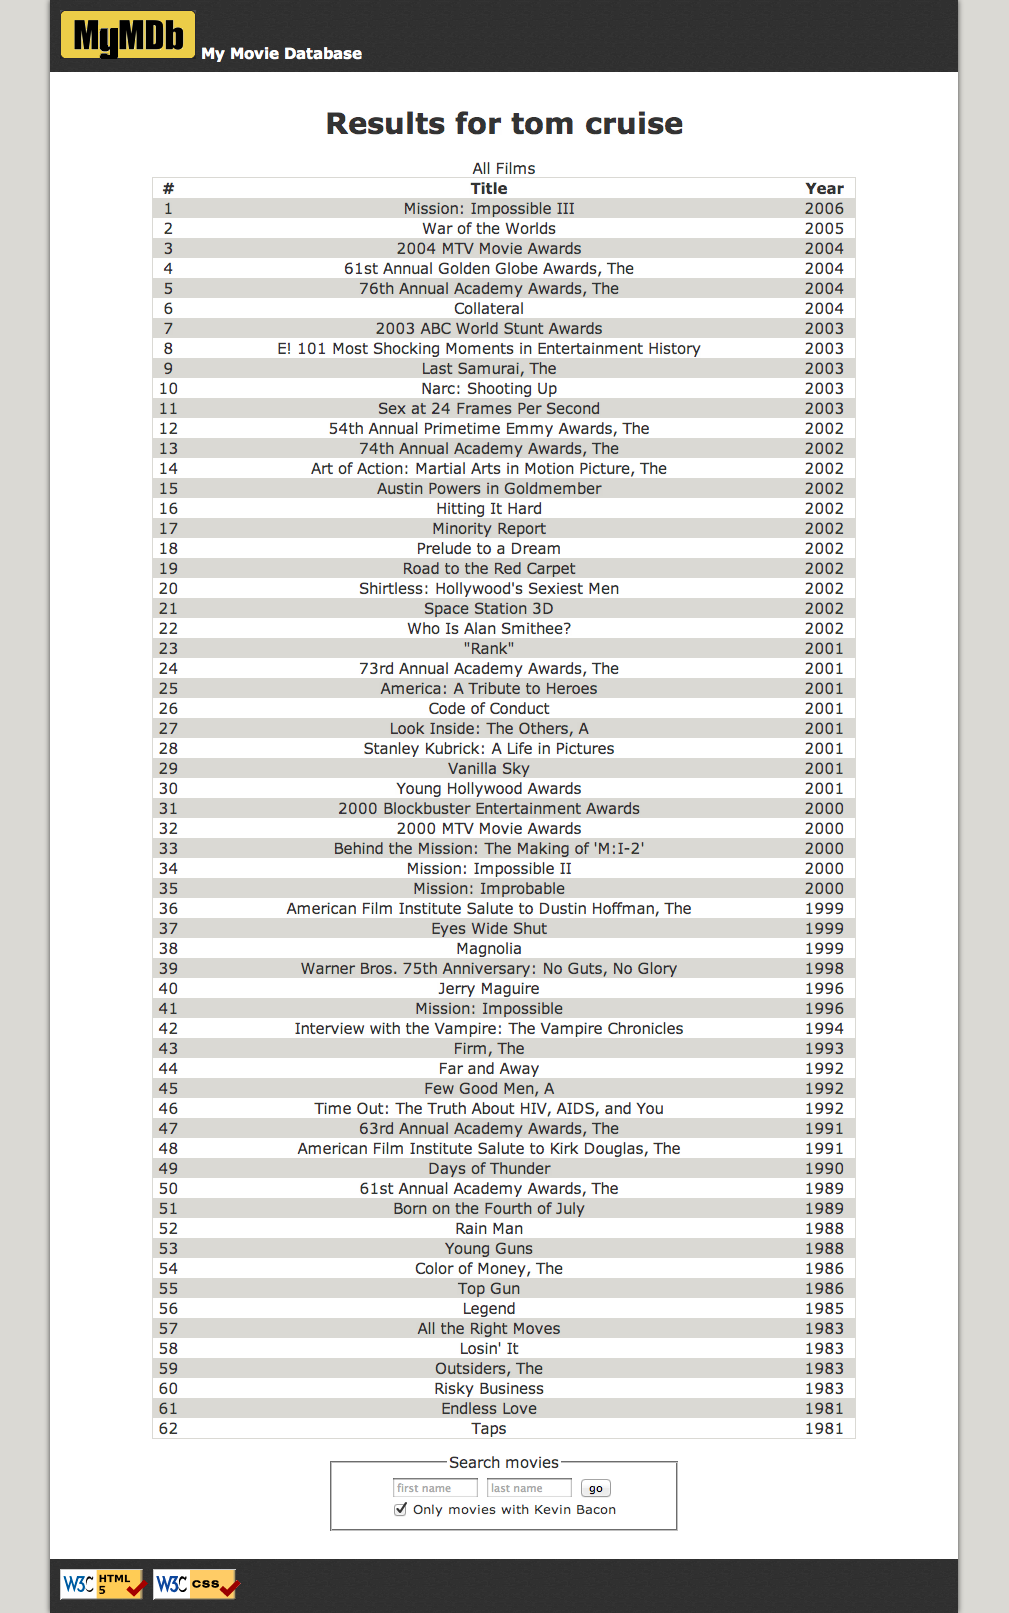 MyMDb My Movie Database
Results for tom cruise
All Films
# Title Year
1 Mission: Impossible III 2006
2 War of the Worlds 2005
3 2004 MTV Movie Awards 2004
4 61st Annual Golden Globe Awards, The 2004
5 76th Annual Academy Awards, The 2004
6 Collateral 2004
7 2003 ABC World Stunt Awards 2003
8 E! 101 Most Shocking Moments in Entertainment History 2003
9 Last Samurai, The 2003
10 Narc: Shooting Up 2003
11 Sex at 24 Frames Per Second 2003
12 54th Annual Primetime Emmy Awards, The 2002
13 74th Annual Academy Awards, The 2002
14 Art of Action: Martial Arts in Motion Picture, The 2002
15 Austin Powers in Goldmember 2002
16 Hitting It Hard 2002
17 Minority Report 2002
18 Prelude to a Dream 2002
19 Road to the Red Carpet 2002
20 Shirtless: Hollywood's Sexiest Men 2002
21 Space Station 3D 2002
22 Who Is Alan Smithee? 2002
23 "Rank" 2001
24 73rd Annual Academy Awards, The 2001
25 America: A Tribute to Heroes 2001
26 Code of Conduct 2001
27 Look Inside: The Others, A 2001
28 Stanley Kubrick: A Life in Pictures 2001
29 Vanilla Sky 2001
30 Young Hollywood Awards 2001
31 2000 Blockbuster Entertainment Awards 2000
32 2000 MTV Movie Awards 2000
33 Behind the Mission: The Making of 'M:I-2' 2000
34 Mission: Impossible II 2000
35 Mission: Improbable 2000
36 American Film Institute Salute to Dustin Hoffman, The 1999
37 Eyes Wide Shut 1999
38 Magnolia 1999
39 Warner Bros. 75th Anniversary: No Guts, No Glory 1998
40 Jerry Maguire 1996
41 Mission: Impossible 1996
42 Interview with the Vampire: The Vampire Chronicles 1994
43 Firm, The 1993
44 Far and Away 1992
45 Few Good Men, A 1992
46 Time Out: The Truth About HIV, AIDS, and You 1992
47 63rd Annual Academy Awards, The 1991
48 American Film Institute Salute to Kirk Douglas, The 1991
49 Days of Thunder 1990
50 61st Annual Academy Awards, The 1989
51 Born on the Fourth of July 1989
52 Rain Man 1988
53 Young Guns 1988
54 Color of Money, The 1986
55 Top Gun 1986
56 Legend 1985
57 All the Right Moves 1983
58 Losin' It 1983
59 Outsiders, The 1983
60 Risky Business 1983
61 Endless Love 1981
62 Taps 1981
Search movies
first name last name go
Only movies with Kevin Bacon
W3C HTML 5 W3C css